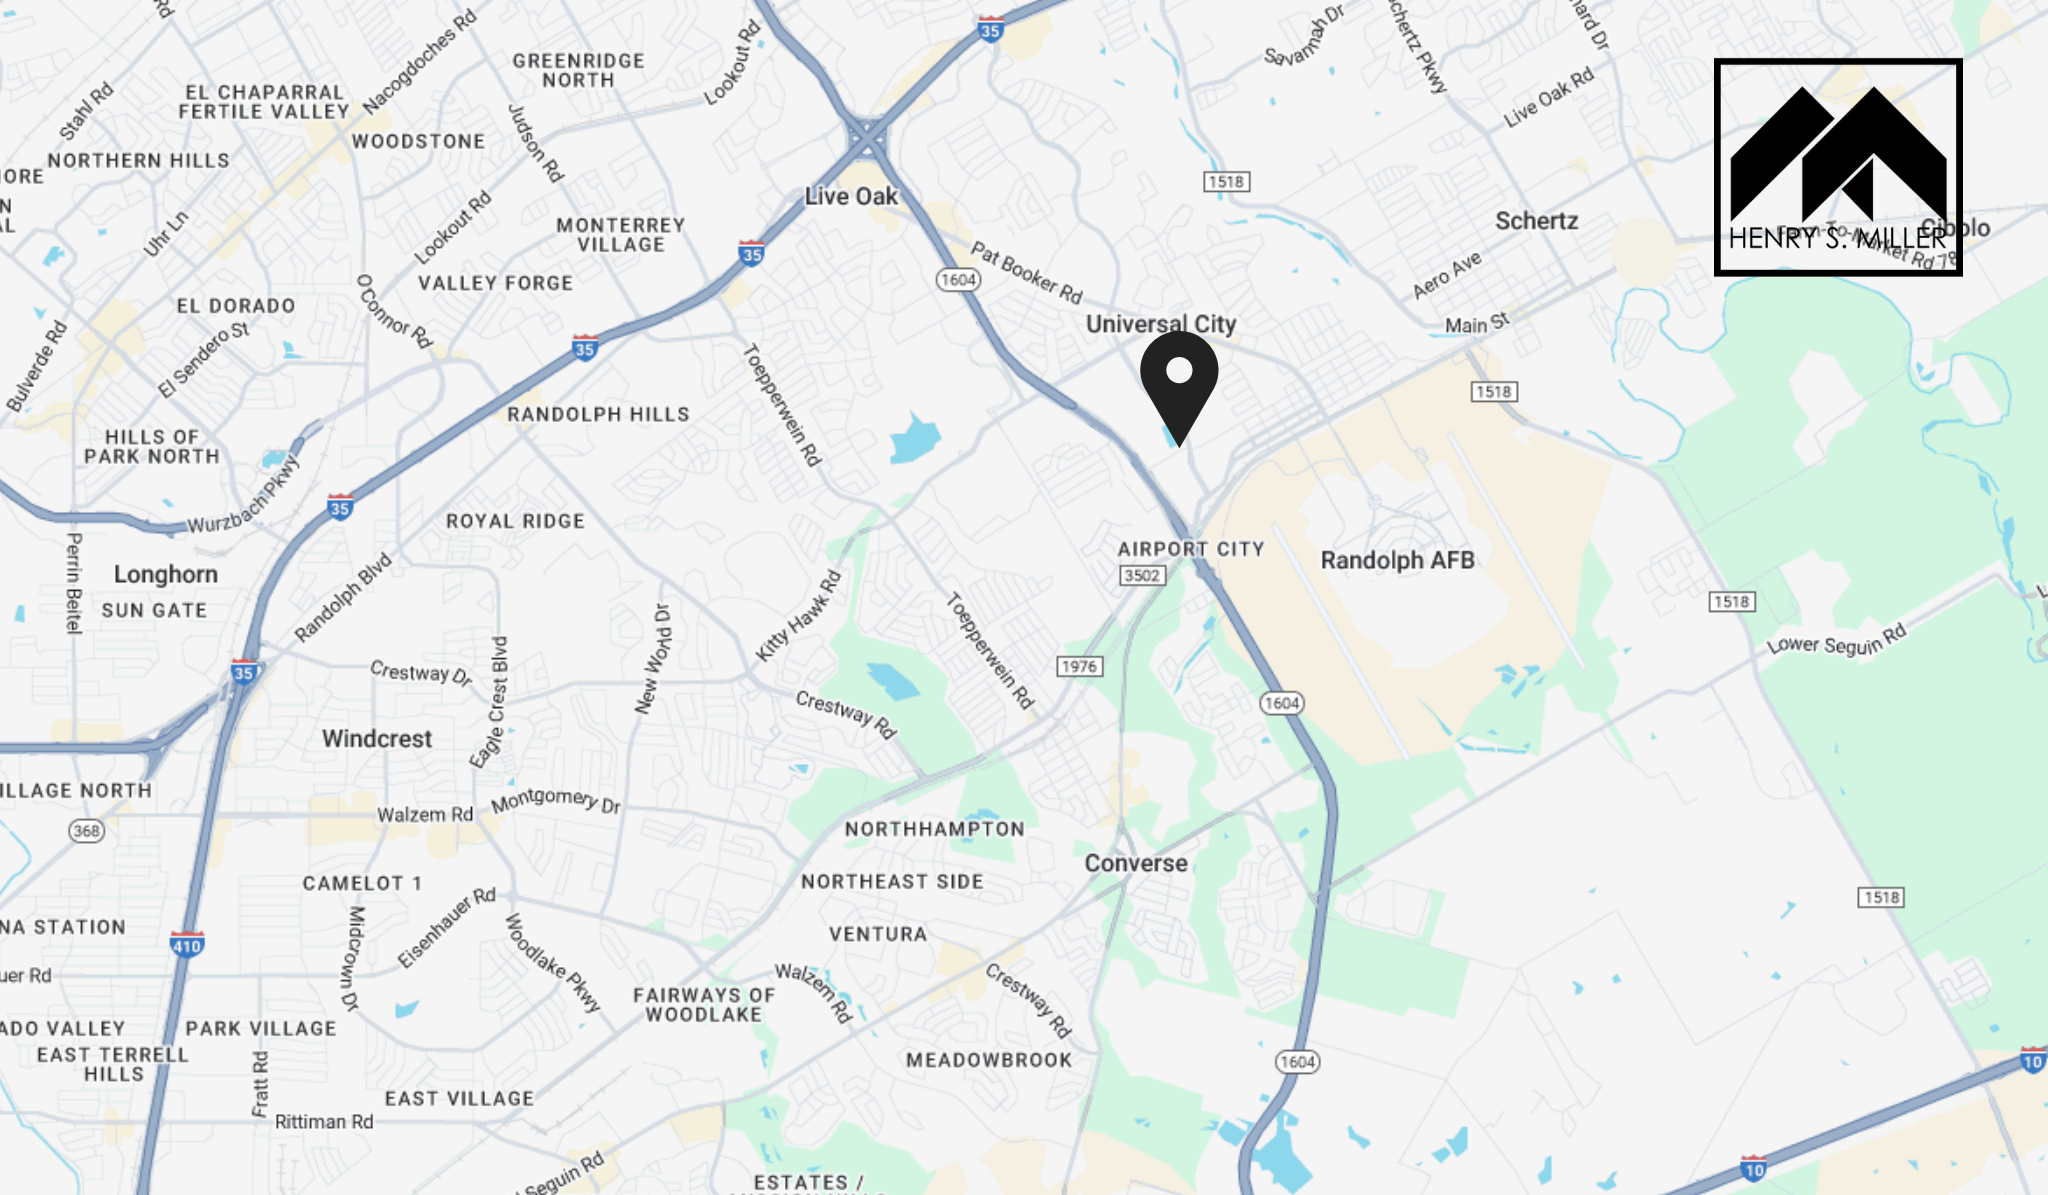 35
GREENRIDGE
NORTH
Lookout Rd
Savannah Dr
Schertz Pkwy
Nacogdoches Rd
EL CHAPARRAL
FERTILE VALLEY
Stahl Rd
Live Oak Rd
Judson Rd
WOODSTONE
NORTHERN HILLS
1518
Live Oak
Schertz
Cibolo
HENRY S. MILLER
Uhr Ln
Lookout Rd
MONTERREY
VILLAGE
35
Pat Booker Rd
1604
Aero Ave
VALLEY FORGE
EL DORADO
O'Connor Rd
El Sendero St
Universal City
Main St
35
Bulverde Rd
Toepperwein Rd
1518
RANDOLPH HILLS
HILLS OF
PARK NORTH
Wurzbach Pkwy
35
ROYAL RIDGE
AIRPORT CITY
Randolph AFB
3502
Perrin Beitel
Longhorn
SUN GATE
Randolph Blvd
Kitty Hawk Rd
Toepperwein Rd
1518
Lower Seguin Rd
New World Dr
1976
35
Crestway Dr
Eagle Crest Blvd
Crestway Rd
1604
Windcrest
ILLAGE NORTH
Montgomery Dr
Walzem Rd
368
NORTHHAMPTON
Converse
CAMELOT 1
NORTHEAST SIDE
1518
Eisenhauer Rd
NA STATION
Midcrown Dr
Woodlake Pkwy
VENTURA
410
uer Rd
Walzem Rd
Crestway Rd
FAIRWAYS OF
WOODLAKE
ADO VALLEY
PARK VILLAGE
EAST TERRELL
HILLS
MEADOWBROOK
1604
10
Fratt Rd
EAST VILLAGE
Rittiman Rd
Seguin Rd
10
ESTATES /